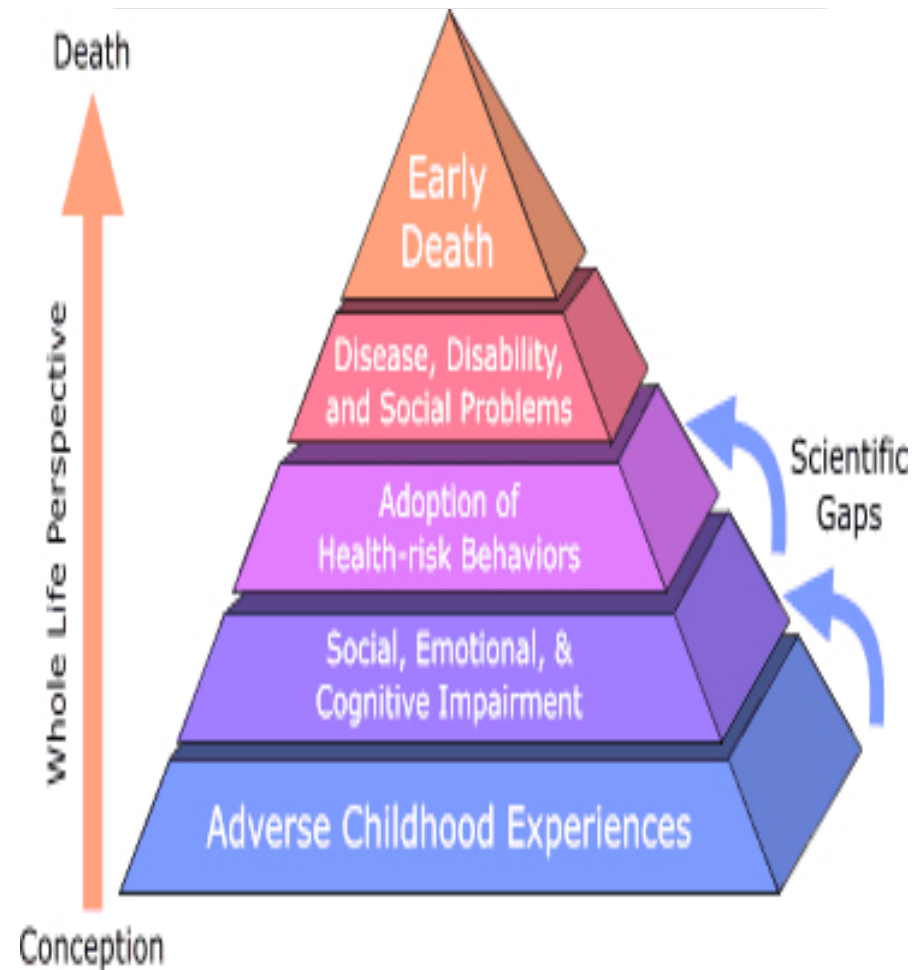 Death
Early
Death
Disease, Disability,
and Social Problems
Adoption of
Health-risk Behaviors
Social, Emotional, &
Cognitive Impairment
Adverse Childhood Experiences
Scientific
Gaps
Whole Life Perspective
Conception